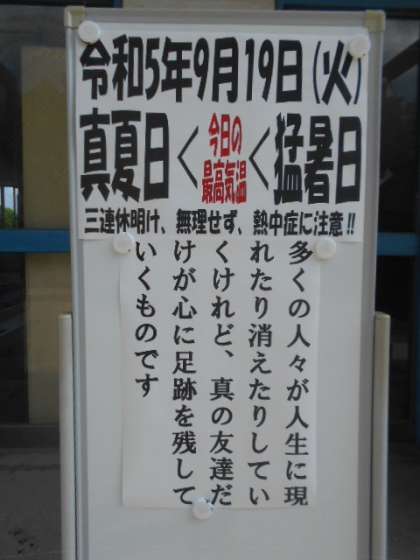 令和5年9月19日(火)
真夏日<今日の最高気温<猛暑日
三連休明け、無理せず、熱中症に注意!!
多くの人々が人生に現
れたり消えたりしてい
くけれど、真の友達だ
けが心に足跡を残して
いくものです